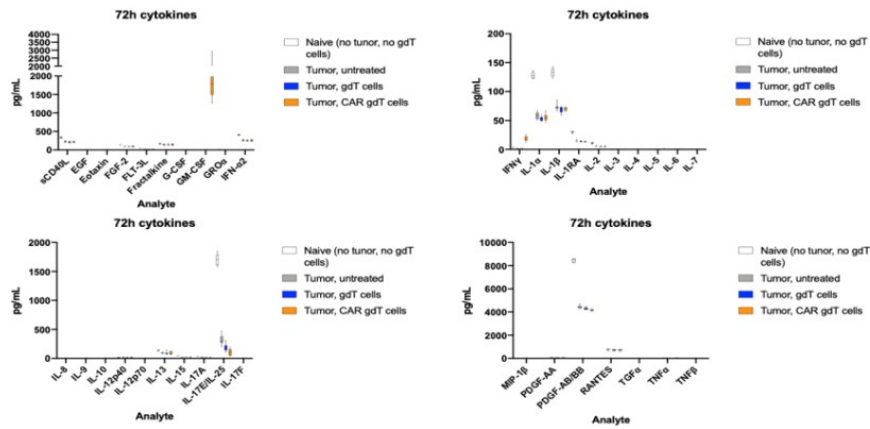 72h cytokines
4000
3500
3000
2500
2000
2000
1500
1000
500
0
pg/mL
sCD40L
EGF
Eotaxin
FGF-2
FLT-3L
Fractalkine
G-CSF
GM-CSF
GROα
IFN-α2
Analyte
Naive (no tunor, no gdT
cells)
Tumor, untreated
Tumor, gdT cells
Tumor, CAR gdT cells
72h cytokines
200
150
100
50
0
pg/mL
IFNγ
IL-1α
IL-1β
IL-1RA
IL-2
IL-3
IL-4
IL-5
IL-6
IL-7
Analyte
Naive (no tunor, no gdT
cells)
Tumor, untreated
Tumor, gdT cells
Tumor, CAR gdT cells
72h cytokines
2000
1500
1000
500
0
pg/mL
IL-8
IL-9
IL-10
IL-12p40
IL-12p70
IL-13
IL-15
IL-17A
IL-17E/IL-25
IL-17F
Analyte
Naive (no tunor, no gdT
cells)
Tumor, untreated
Tumor, gdT cells
Tumor, CAR gdT cells
72h cytokines
10000
8000
6000
4000
2000
0
pg/mL
MIP-1β
PDGF-AA
PDGF-AB/BB
RANTES
TGFα
TNFα
TNFβ
Analyte
Naive (no tunor, no gdT
cells)
Tumor, untreated
Tumor, gdT cells
Tumor, CAR gdT cells